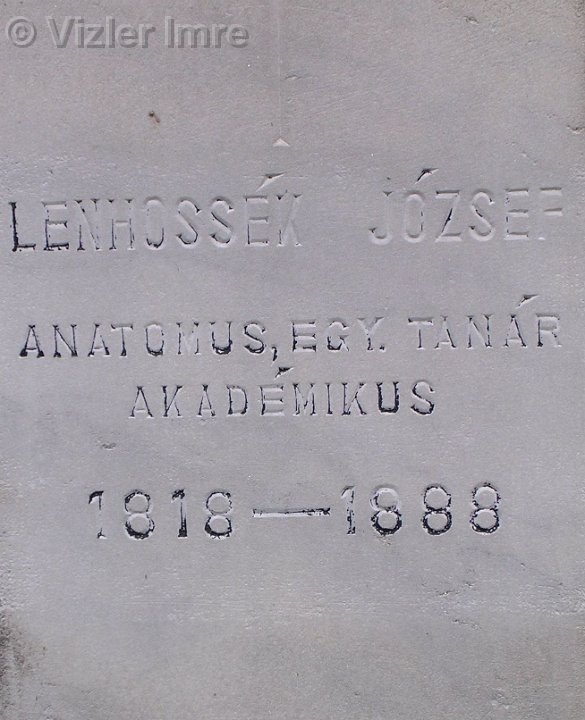 © Vizler Imre
LENHOSSÉK JÓZSEF
ANATOMUS, EGY. TANÁR
AKADÉMIKUS
1818 — 1888